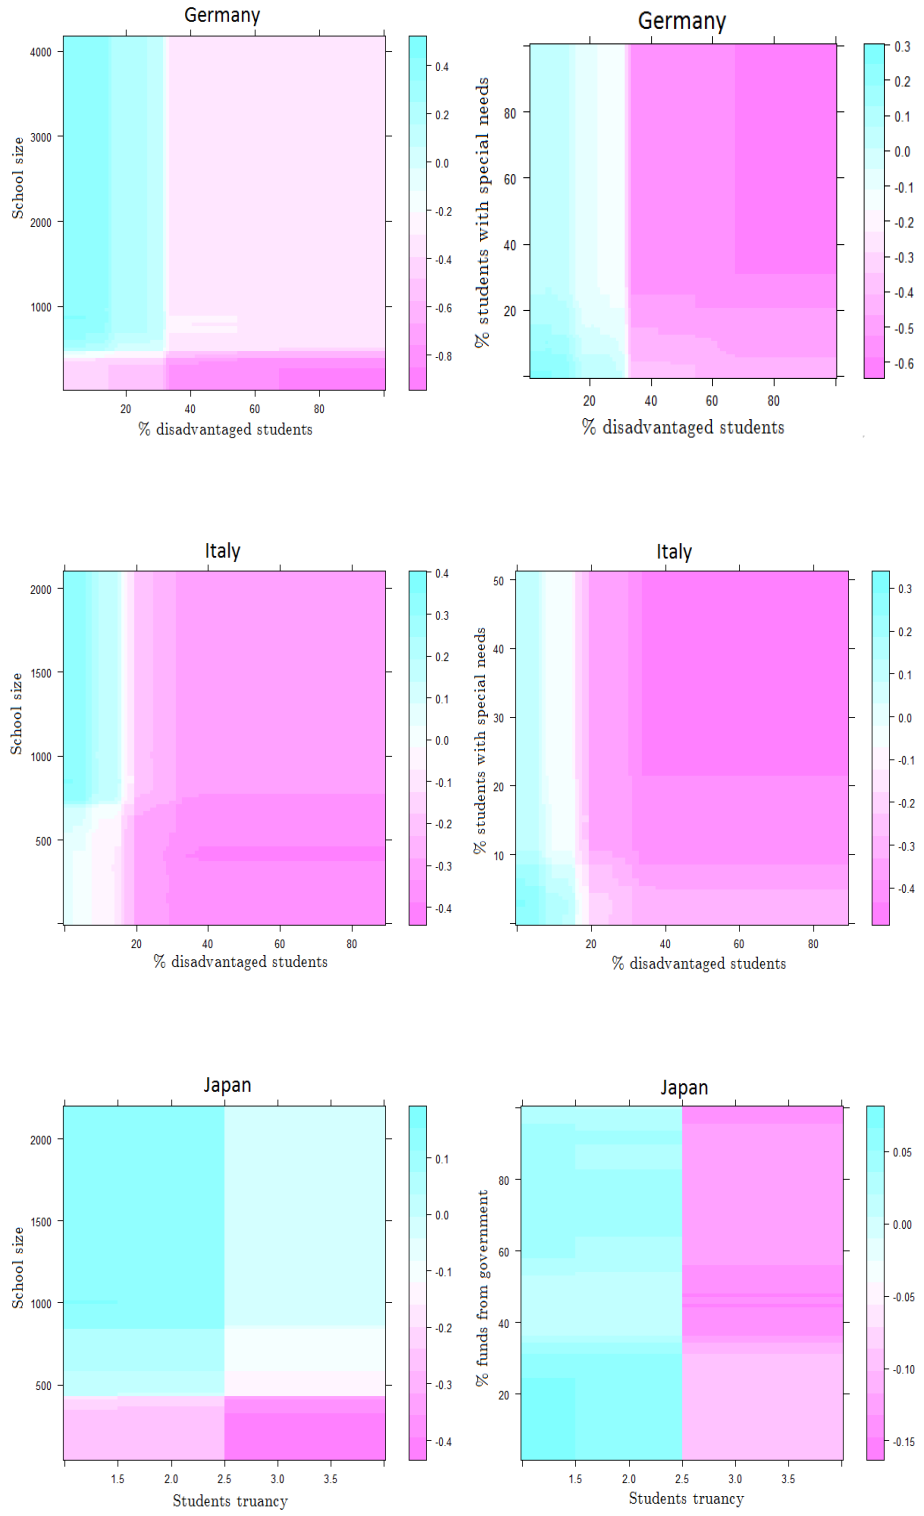 Germany
4000
3000
2000
1000
School size
20 40 60 80
% disadvantaged students
0.4
0.2
0.0
-0.2
-0.4
-0.6
-0.8
Germany
80
60
40
20
% students with special needs
20 40 60 80
% disadvantaged students
0.3
0.2
0.1
0.0
-0.1
-0.2
-0.3
-0.4
-0.5
-0.6
Italy
2000
1500
1000
500
School size
20 40 60 80
% disadvantaged students
0.4
0.3
0.2
0.1
0.0
-0.1
-0.2
-0.3
-0.4
Italy
50
40
30
20
10
% students with special needs
20 40 60 80
% disadvantaged students
0.3
0.2
0.1
0.0
-0.1
-0.2
-0.3
-0.4
Japan
2000
1500
1000
500
School size
1.5 2.0 2.5 3.0 3.5
Students truancy
0.1
0.0
-0.1
-0.2
-0.3
-0.4
Japan
80
60
40
20
% funds from government
1.5 2.0 2.5 3.0 3.5
Students truancy
0.05
0.00
-0.05
-0.10
-0.15